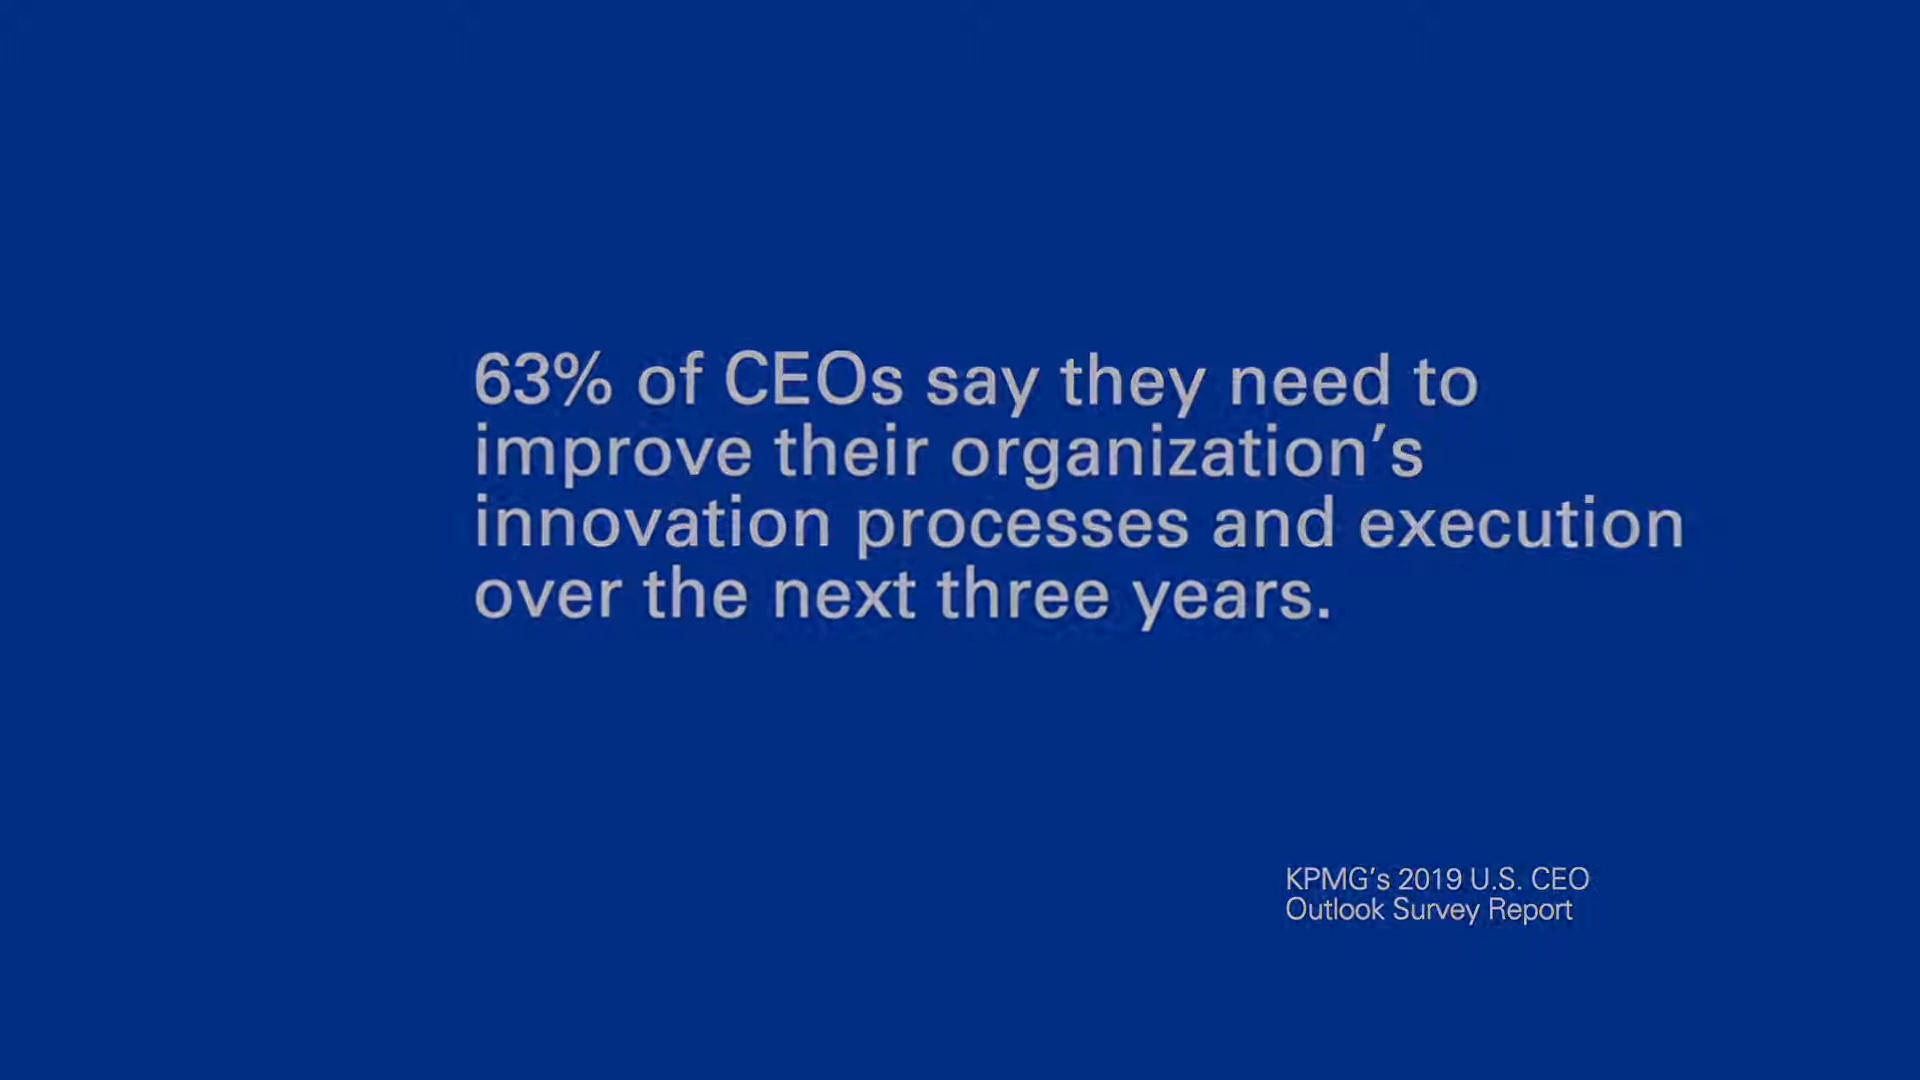 63% of CEOs say they need to
improve their organization’s
innovation processes and execution
over the next three years.
KPMG’s 2019 U.S. CEO
Outlook Survey Report